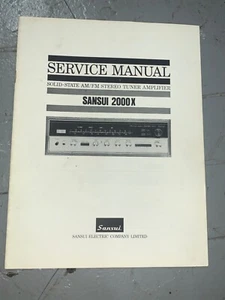 SERVICE MANUAL
SOLID-STATE AM/FM STEREO TUNER AMPLIFIER
SANSUI 2000X
Sansui
SANSUI ELECTRIC COMPANY LIMITED